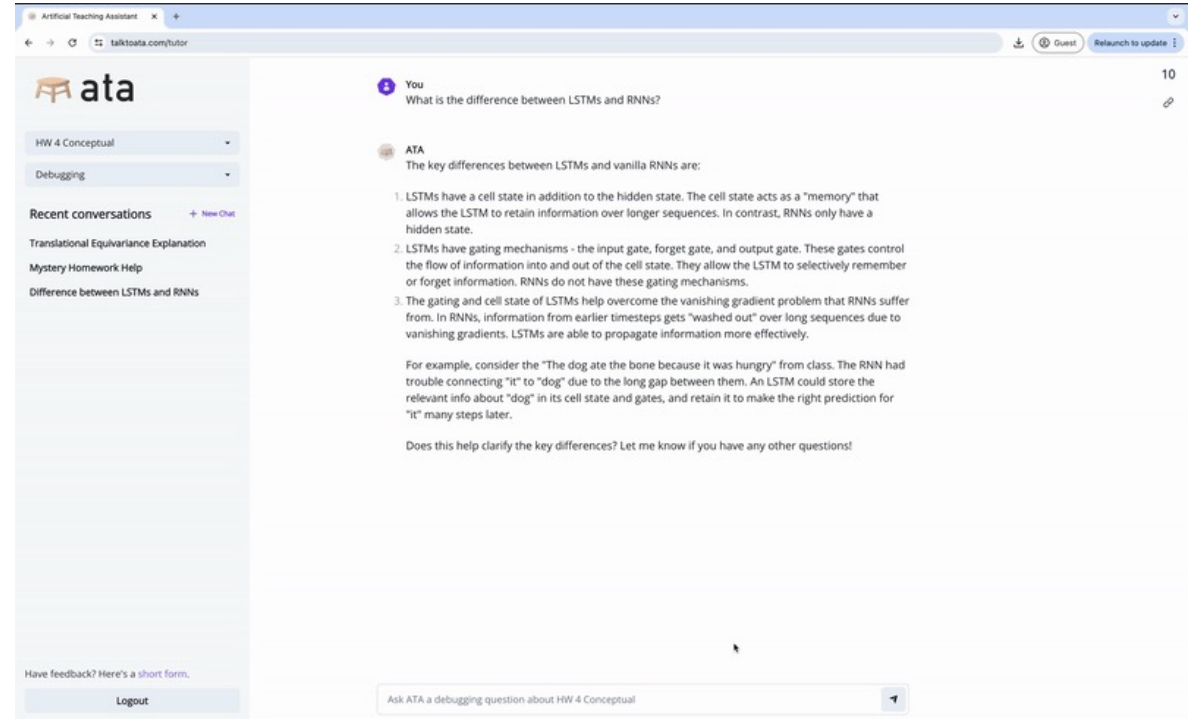 Artificial Teaching Assistant
talktoata.com/tutor
Guest
Relaunch to update
ata
HW 4 Conceptual
Debugging
Recent conversations
+ New Chat
Translational Equivariance Explanation
Mystery Homework Help
Difference between LSTMs and RNNs
Have feedback? Here's a short form.
Logout
10
You
What is the difference between LSTMs and RNNs?
ATA
The key differences between LSTMs and vanilla RNNs are:
1. LSTMs have a cell state in addition to the hidden state. The cell state acts as a "memory" that
allows the LSTM to retain information over longer sequences. In contrast, RNNs only have a
hidden state.
2. LSTMs have gating mechanisms - the input gate, forget gate, and output gate. These gates control
the flow of information into and out of the cell state. They allow the LSTM to selectively remember
or forget information. RNNs do not have these gating mechanisms.
3. The gating and cell state of LSTMs help overcome the vanishing gradient problem that RNNs suffer
from. In RNNs, information from earlier timesteps gets "washed out" over long sequences due to
vanishing gradients. LSTMs are able to propagate information more effectively.
For example, consider the "The dog ate the bone because it was hungry" from class. The RNN had
trouble connecting "it" to "dog" due to the long gap between them. An LSTM could store the
relevant info about "dog" in its cell state and gates, and retain it to make the right prediction for
"it" many steps later.
Does this help clarify the key differences? Let me know if you have any other questions!
Ask ATA a debugging question about HW 4 Conceptual